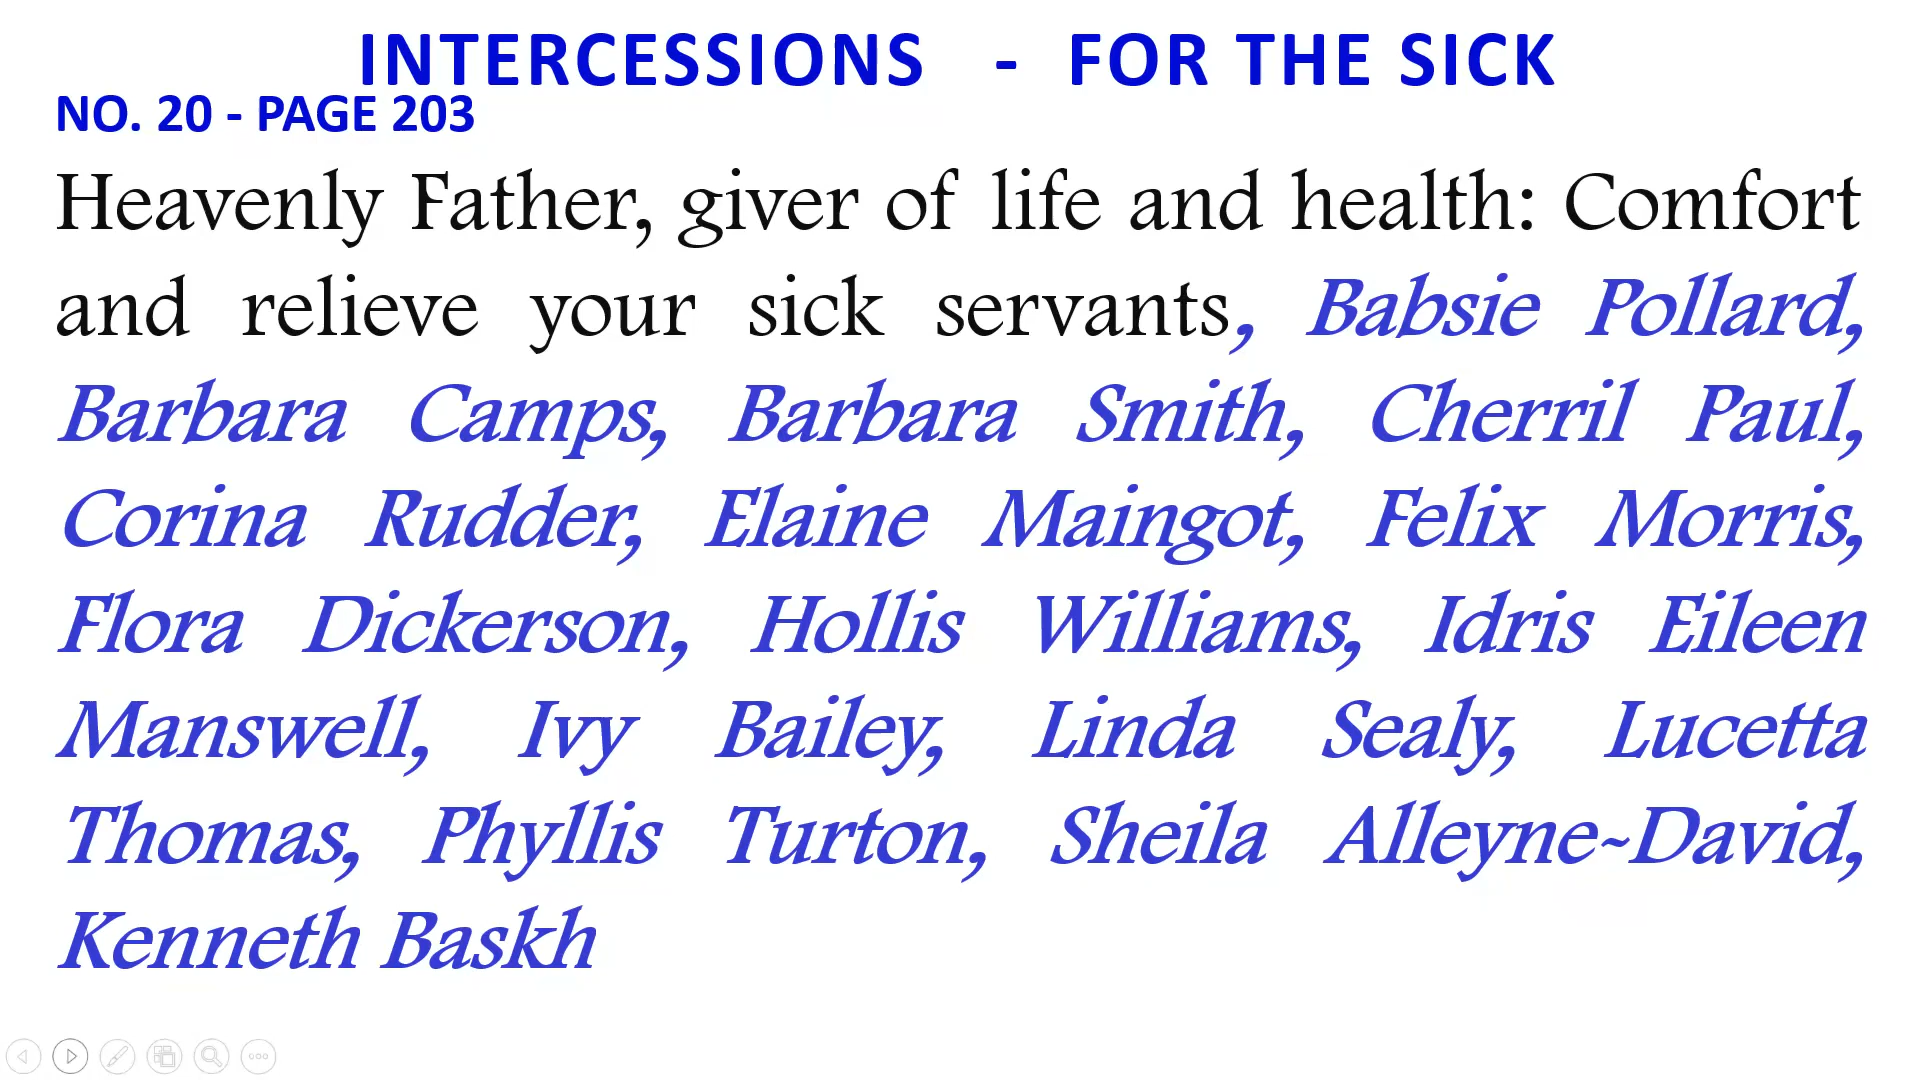 INTERCESSIONS - FOR THE SICK
NO. 20 - PAGE 203
Heavenly Father, giver of life and health: Comfort
and relieve your sick servants, Babsie Pollard,
Barbara Camps, Barbara Smith, Cherril Paul,
Corina Rudder, Elaine Maingot, Felix Morris,
Flora Dickerson, Hollis Williams, Idris Eileen
Manswell, Ivy Bailey, Linda Sealy, Lucetta
Thomas, Phyllis Turton, Sheila Alleyne-David,
Kenneth Baskh